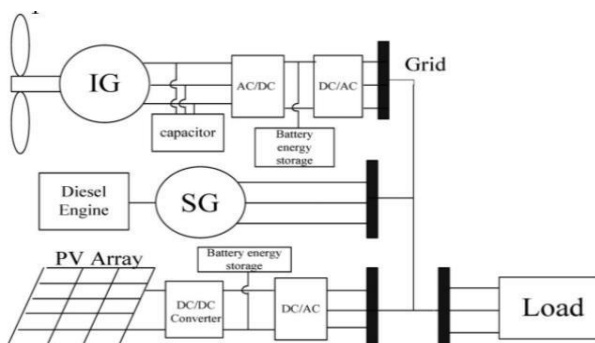 IG
AC/DC
DC/AC
Grid
capacitor
Battery
energy
storage
Diesel
Engine
SG
PV Array
Battery energy
storage
DC/DC
Converter
DC/AC
Load